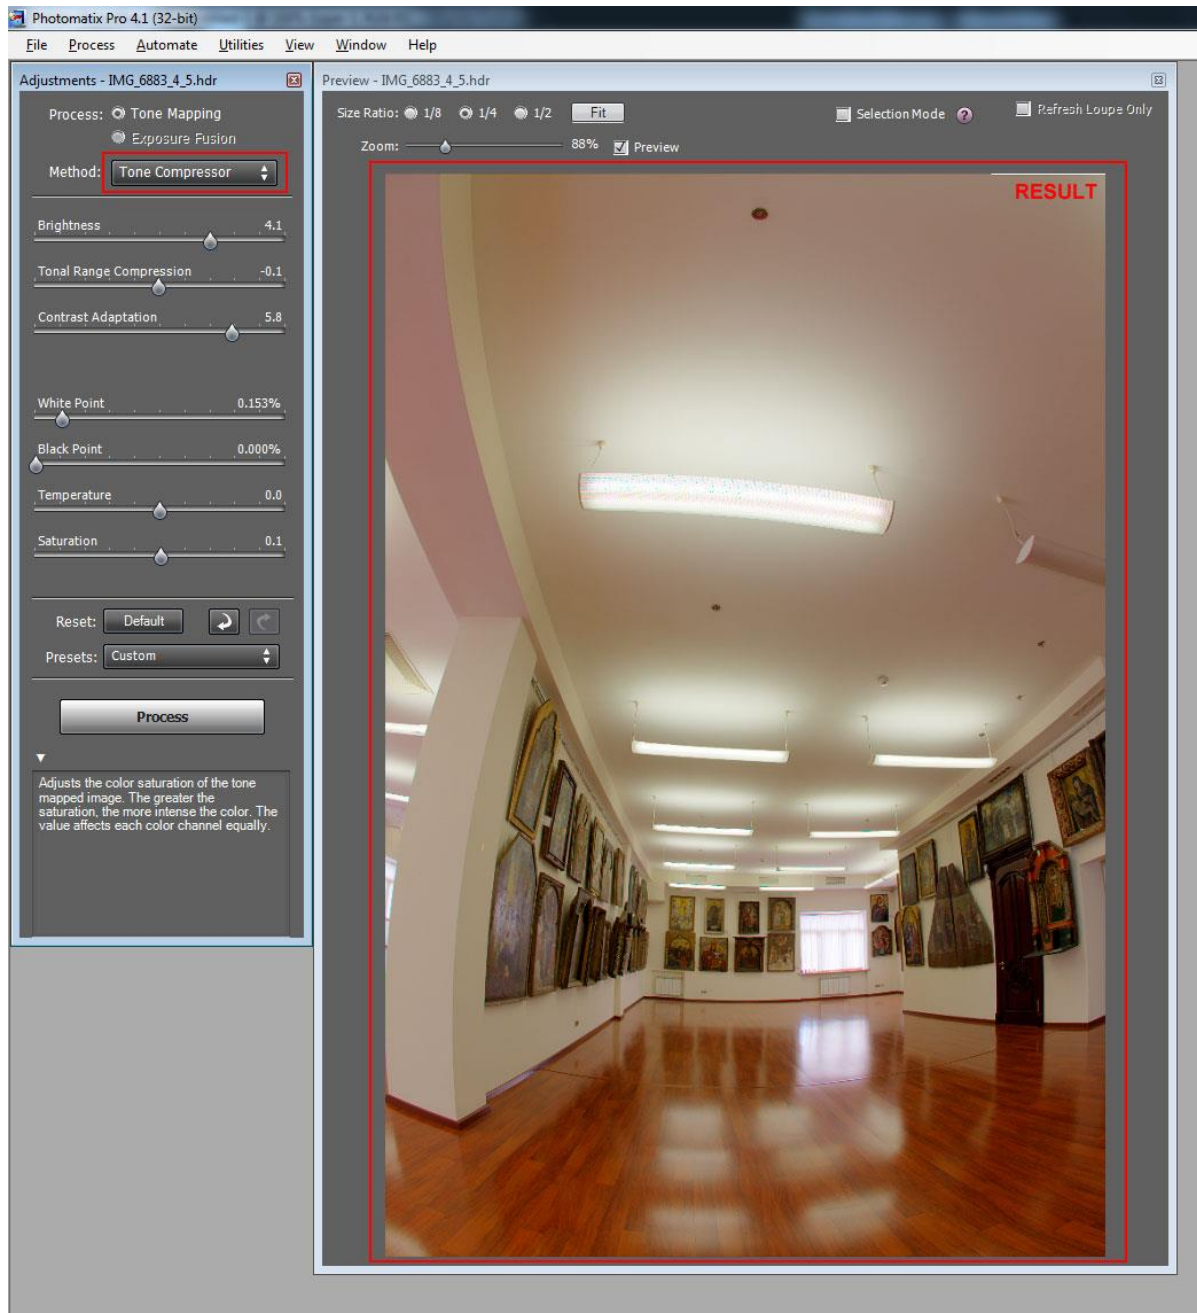 Photomatix Pro 4.1 (32-bit)
File Process Automate Utilities View Window Help
Adjustments - IMG_6883_4_5.hdr
Process: Tone Mapping
Exposure Fusion
Method: Tone Compressor
Brightness 4.1
Tonal Range Compression -0.1
Contrast Adaptation 5.8
White Point 0.153%
Black Point 0.000%
Temperature 0.0
Saturation 0.1
Reset: Default
Presets: Custom
Process
Adjusts the color saturation of the tone
mapped image. The greater the
saturation, the more intense the color. The
value affects each color channel equally.
Preview - IMG_6883_4_5.hdr
Size Ratio: 1/8 1/4 1/2 Fit Selection Mode ? Refresh Loupe Only
Zoom: 88% Preview
RESULT